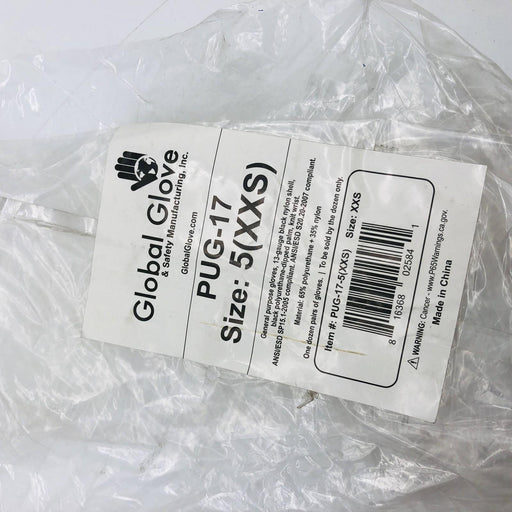 Global Glove
& Safety Manufacturing, Inc.
GlobalGlove.com
PUG-17
Size: 5(XXS)
General purpose gloves, 13-gauge black nylon shell,
black polyurethane-dipped palm, knit wrist.
ANSI/ESD SP15.1-2005 compliant. ANSI/ESD S20.20-2007 compliant.
Material: 65% polyurethane + 35% nylon
One dozen pairs of gloves. | To be sold by the dozen only.
Item #: PUG-17-5(XXS) Size: XXS
8 16368 02584 1
⚠WARNING: Cancer - www.P65Warnings.ca.gov,
Made in China